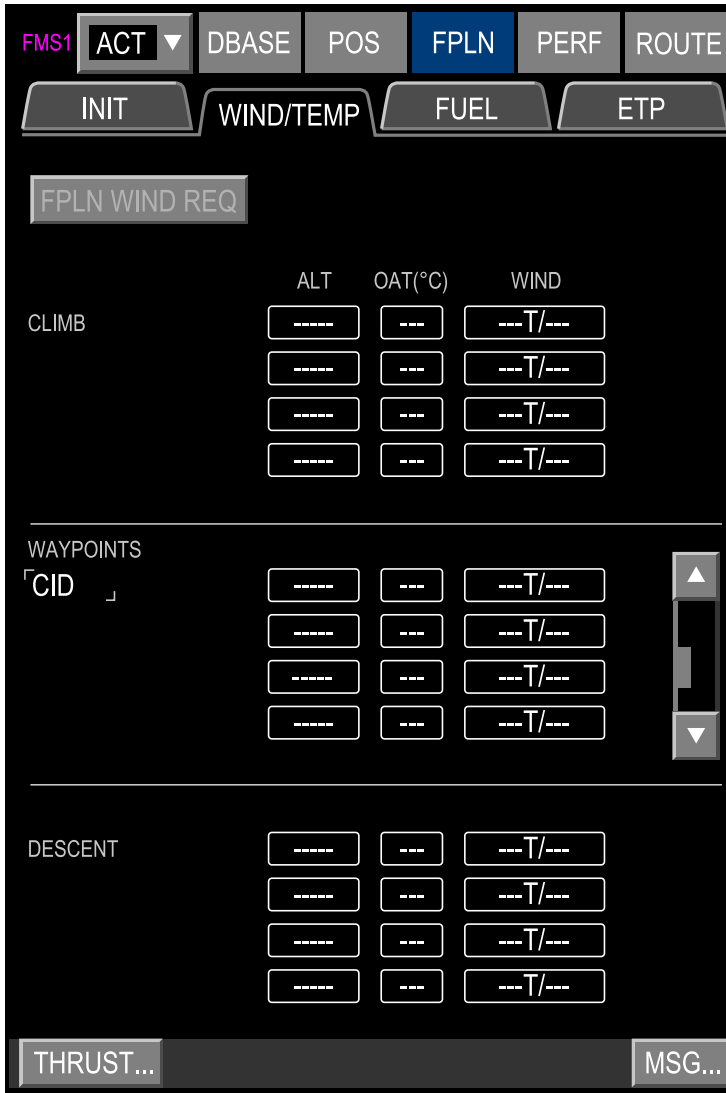 FMS1 ACT ▼ DBASE POS FPLN PERF ROUTE
INIT WIND/TEMP FUEL ETP
FPLN WIND REQ
ALT OAT(°C) WIND
CLIMB ----- --- ---T/---
----- --- ---T/---
----- --- ---T/---
----- --- ---T/---
WAYPOINTS
CID ----- --- ---T/---
----- --- ---T/---
----- --- ---T/---
----- --- ---T/---
DESCENT ----- --- ---T/---
----- --- ---T/---
----- --- ---T/---
----- --- ---T/---
THRUST... MSG...